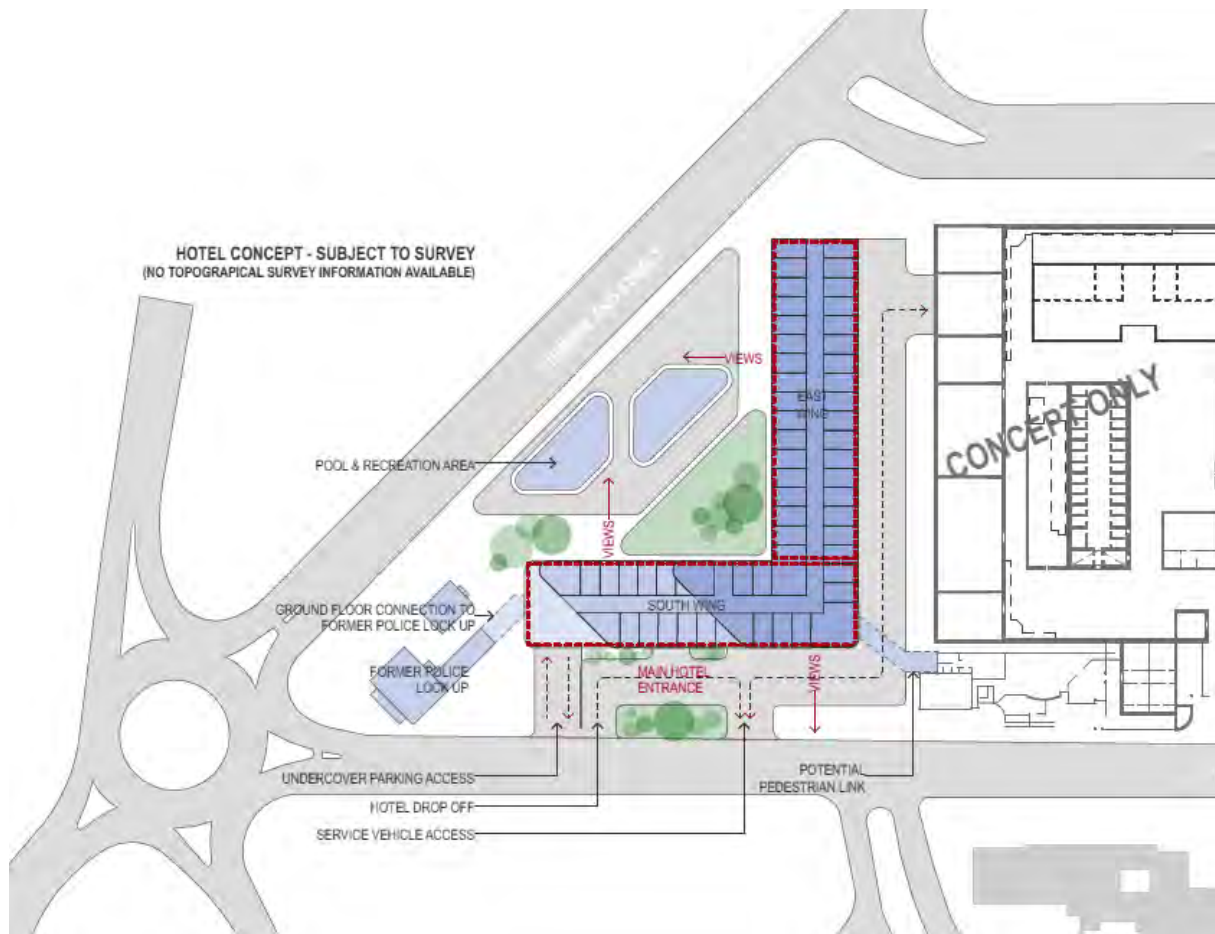 HOTEL CONCEPT - SUBJECT TO SURVEY
(NO TOPOGRAPICAL SURVEY INFORMATION AVAILABLE)
VIEWS
EAST
WING
CONCEPT ONLY
POOL & RECREATION AREA
VIEWS
GROUND FLOOR CONNECTION TO
FORMER POLICE LOCK UP
SOUTH WING
FORMER POLICE
LOCK UP
MAIN HOTEL
ENTRANCE
VIEWS
UNDERCOVER PARKING ACCESS
HOTEL DROP OFF
SERVICE VEHICLE ACCESS
POTENTIAL
PEDESTRIAN LINK